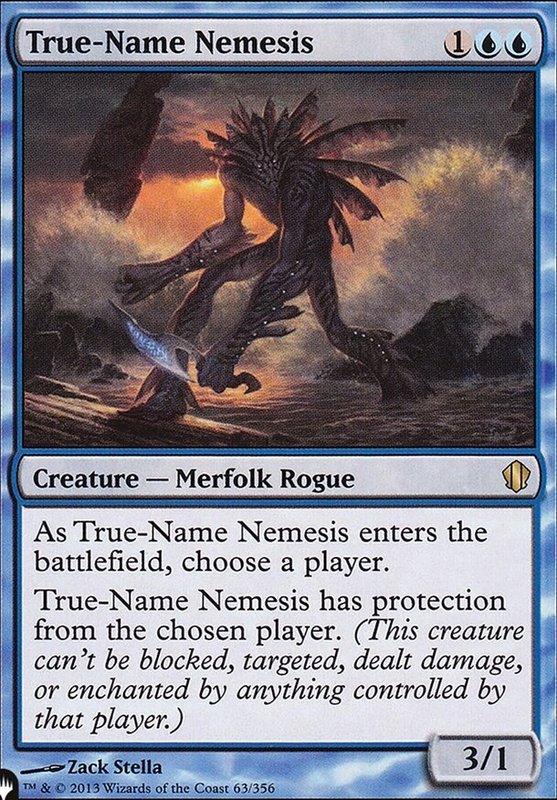 True-Name Nemesis 1
Creature — Merfolk Rogue
As True-Name Nemesis enters the
battlefield, choose a player.
True-Name Nemesis has protection
from the chosen player. (This creature
can't be blocked, targeted, dealt damage,
or enchanted by anything controlled by
that player.)
3/1
Zack Stella
™ & © 2013 Wizards of the Coast 63/356